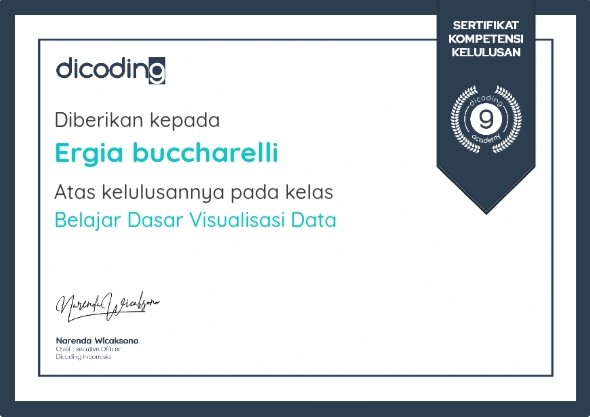 SERTIFIKAT
KOMPETENSI
KELULUSAN
dicoding
dicoding
academy
Diberikan kepada
Ergia buccharelli
Atas kelulusannya pada kelas
Belajar Dasar Visualisasi Data
Narenda Wicaksono
Narenda Wicaksono
Chief Executive Officer
Dicoding Indonesia